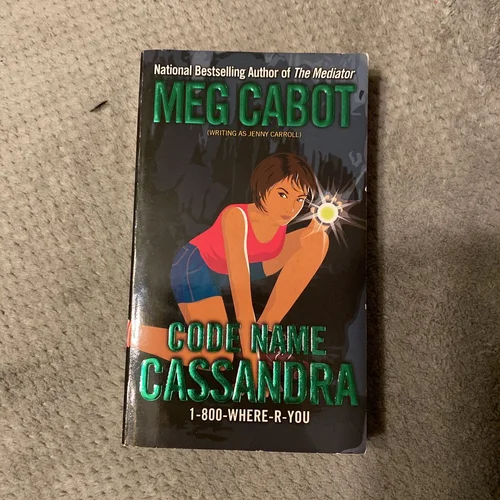 National Bestselling Author of The Mediator
MEG CABOT
(WRITING AS JENNY CARROLL)
CODE NAME
CASSANDRA
1-800-WHERE-R-YOU